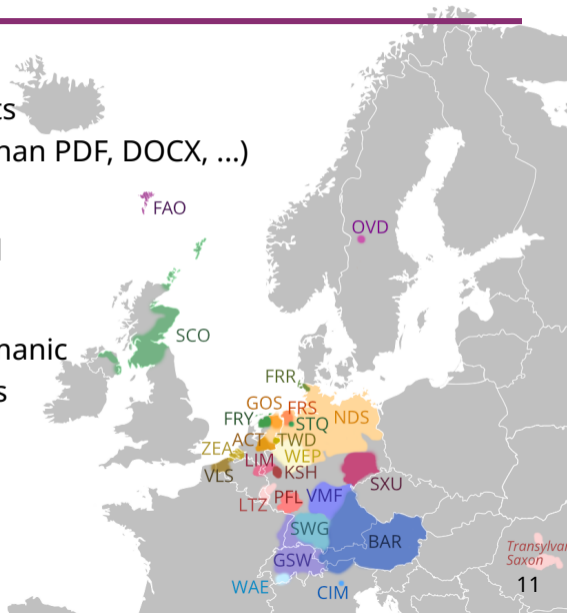 ts
han PDF, DOCX, ...)
FAO
OVD
SCO
nanic
s
FRR
GOS FRS
FRY STQ NDS
ACT TWD
ZEA WEP
LIM
VLS KSH
SXU
LTZ PFL VMF
SWG
BAR
GSW
Transylvan
Saxon
WAE CIM
11